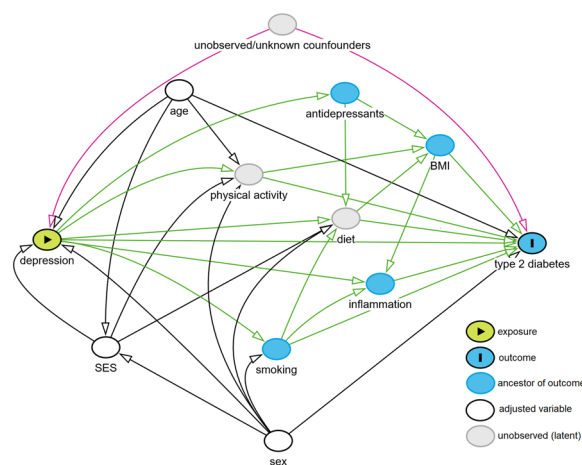 unobserved/unknown counfounders
age
antidepressants
BMI
physical activity
diet
depression
type 2 diabetes
inflammation
SES
smoking
sex
exposure
outcome
ancestor of outcome
adjusted variable
unobserved (latent)